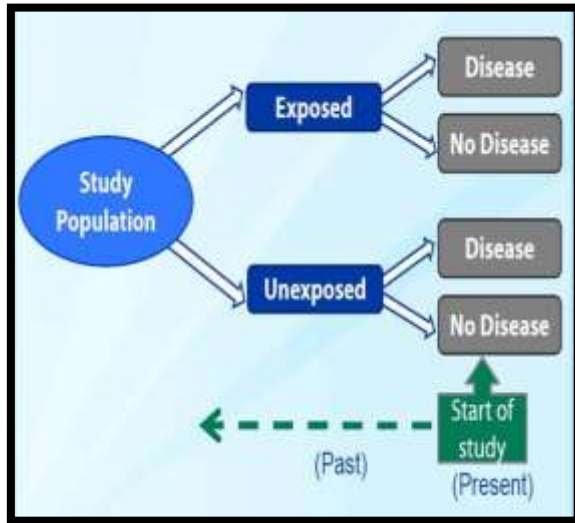 Disease
Exposed
No Disease
Study
Population
Disease
Unexposed
No Disease
Start of
study
(Past)
(Present)